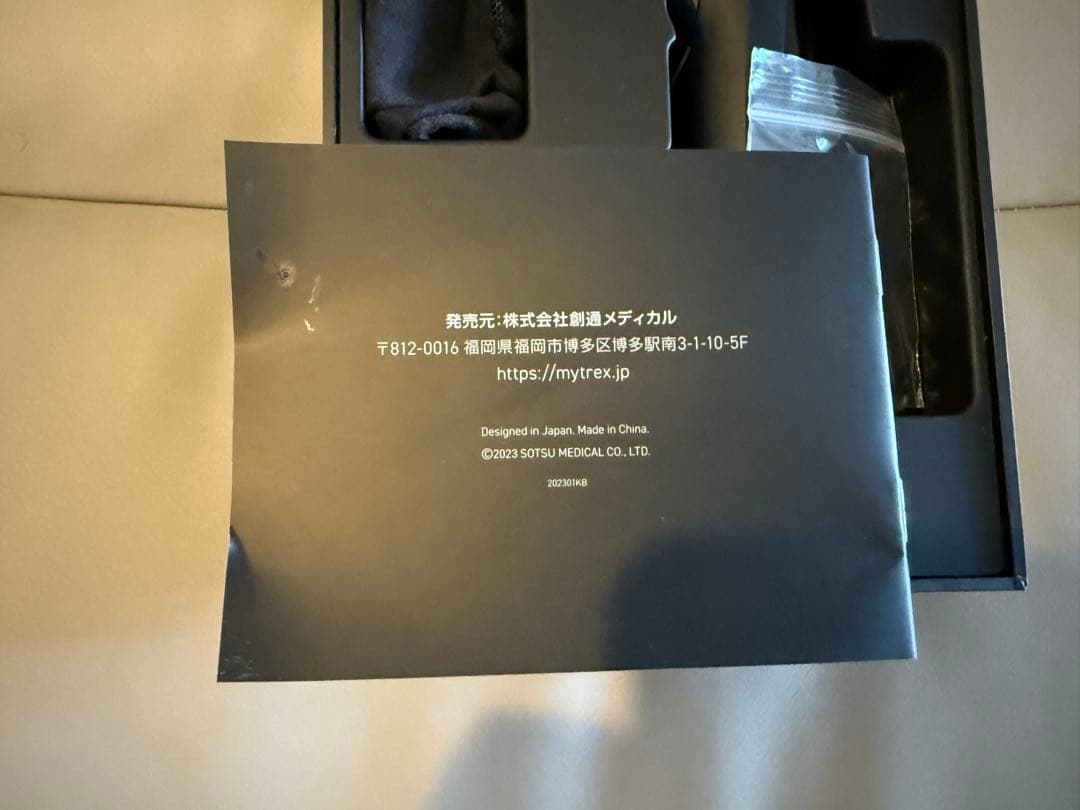 発売元:株式会社創通メディカル
〒812-0016 福岡県福岡市博多区博多駅南3-1-10-5F
https://mytrex.jp
Designed in Japan. Made in China.
©2023 SOTSU MEDICAL CO., LTD.
202301KB